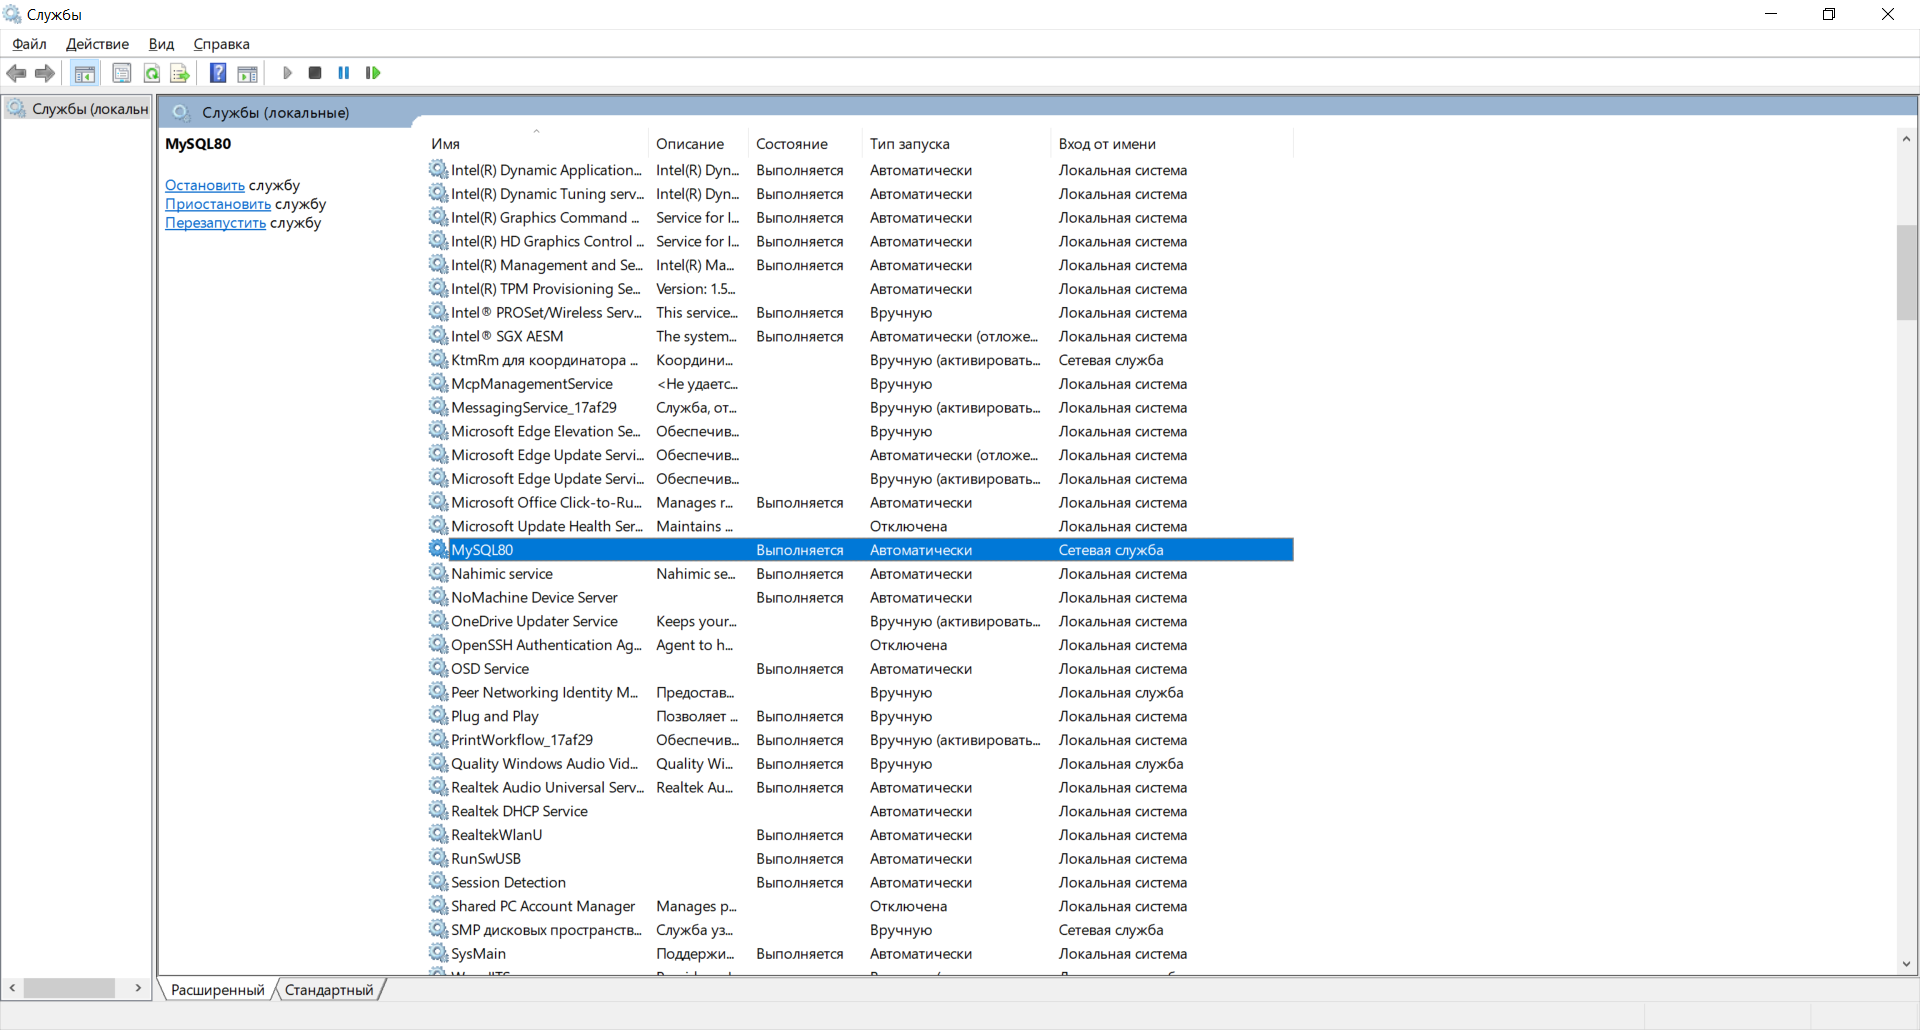 Службы
Файл Действие Вид Справка
Службы (локальн
Службы (локальные)
MySQL80
Остановить службу
Приостановить службу
Перезапустить службу
Имя Описание Состояние Тип запуска Вход от имени
Intel(R) Dynamic Application... Intel(R) Dyn... Выполняется Автоматически Локальная система
Intel(R) Dynamic Tuning serv... Intel(R) Dyn... Выполняется Автоматически Локальная система
Intel(R) Graphics Command ... Service for I... Выполняется Автоматически Локальная система
Intel(R) HD Graphics Control ... Service for I... Выполняется Автоматически Локальная система
Intel(R) Management and Se... Intel(R) Ma... Выполняется Автоматически Локальная система
Intel(R) TPM Provisioning Se... Version: 1.5... Автоматически Локальная система
Intel® PROSet/Wireless Serv... This service... Выполняется Вручную Локальная система
Intel® SGX AESM The system... Выполняется Автоматически (отложе... Локальная система
KtmRm для координатора ... Координи... Вручную (активировать... Сетевая служба
McpManagementService <Не удаетс... Вручную Локальная система
MessagingService_17af29 Служба, от... Вручную (активировать... Локальная система
Microsoft Edge Elevation Se... Обеспечив... Вручную Локальная система
Microsoft Edge Update Servi... Обеспечив... Автоматически (отложе... Локальная система
Microsoft Edge Update Servi... Обеспечив... Вручную (активировать... Локальная система
Microsoft Office Click-to-Ru... Manages r... Выполняется Автоматически Локальная система
Microsoft Update Health Ser... Maintains ... Отключена Локальная система
MySQL80 Выполняется Автоматически Сетевая служба
Nahimic service Nahimic se... Выполняется Автоматически Локальная система
NoMachine Device Server Выполняется Автоматически Локальная система
OneDrive Updater Service Keeps your... Вручную (активировать... Локальная система
OpenSSH Authentication Ag... Agent to h... Отключена Локальная система
OSD Service Выполняется Автоматически Локальная система
Peer Networking Identity M... Предостав... Вручную Локальная служба
Plug and Play Позволяет ... Выполняется Вручную Локальная система
PrintWorkflow_17af29 Обеспечив... Выполняется Вручную (активировать... Локальная система
Quality Windows Audio Vid... Quality Wi... Выполняется Вручную Локальная служба
Realtek Audio Universal Serv... Realtek Au... Выполняется Автоматически Локальная система
Realtek DHCP Service Автоматически Локальная система
RealtekWlanU Выполняется Автоматически Локальная система
RunSwUSB Выполняется Автоматически Локальная система
Session Detection Выполняется Автоматически Локальная система
Shared PC Account Manager Manages p... Отключена Локальная система
SMP дисковых пространств... Служба уз... Вручную Сетевая служба
SysMain Поддержи... Выполняется Автоматически Локальная система
Расширенный Стандартный